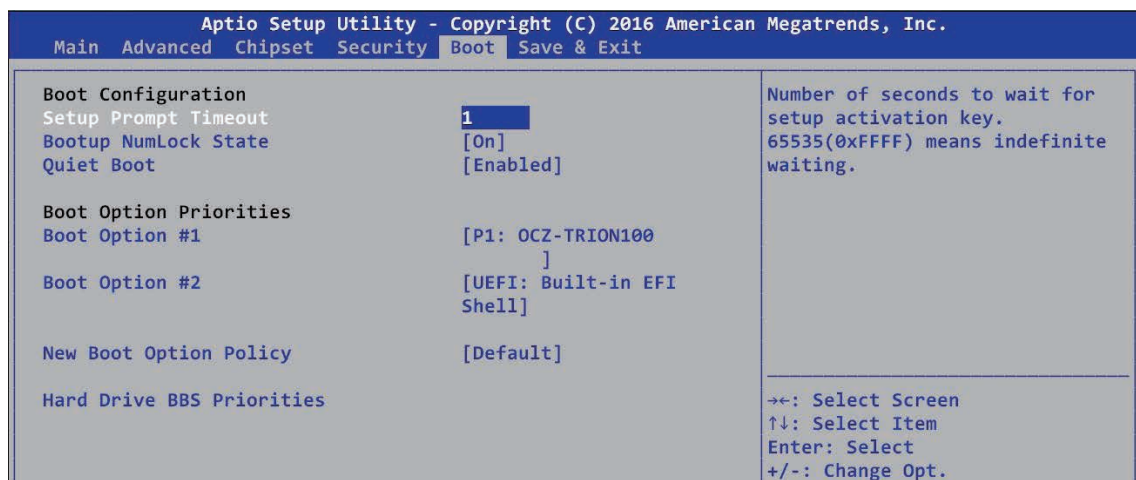 Aptio Setup Utility - Copyright (C) 2016 American Megatrends, Inc.
Main Advanced Chipset Security Boot Save & Exit
Boot Configuration
Setup Prompt Timeout 1
Bootup NumLock State [On]
Quiet Boot [Enabled]
Boot Option Priorities
Boot Option #1 [P1: OCZ-TRION100
]
Boot Option #2 [UEFI: Built-in EFI
Shell]
New Boot Option Policy [Default]
Hard Drive BBS Priorities
Number of seconds to wait for
setup activation key.
65535(0xFFFF) means indefinite
waiting.
→←: Select Screen
↑↓: Select Item
Enter: Select
+/-: Change Opt.